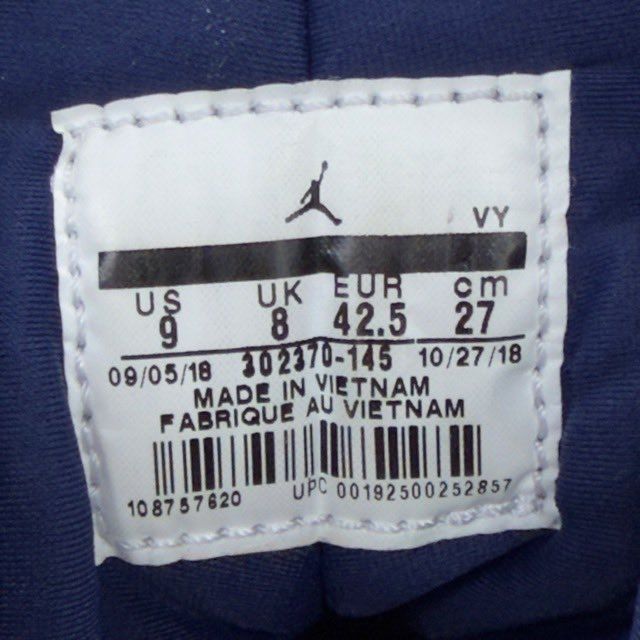 VY
US UK EUR cm
9 8 42.5 27
09/05/18 302370-145 10/27/18
MADE IN VIETNAM
FABRIQUE AU VIETNAM
108757620 UPC 00192500252857